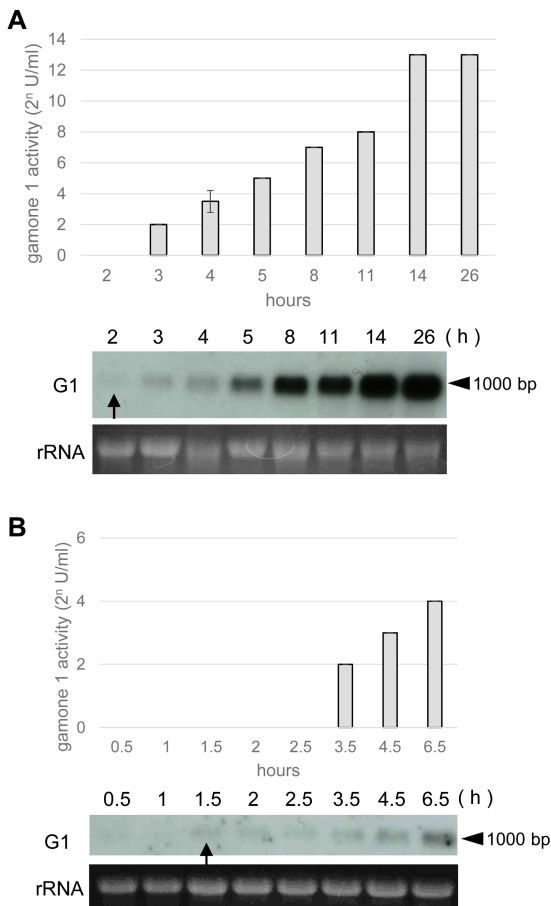 A
gamone 1 activity (2ⁿ U/ml)
14
12
10
8
6
4
2
0
2 3 4 5 8 11 14 26
hours
2 3 4 5 8 11 14 26 ( h )
G1
1000 bp
rRNA
B
gamone 1 activity (2ⁿ U/ml)
6
4
2
0
0.5 1 1.5 2 2.5 3.5 4.5 6.5
hours
0.5 1 1.5 2 2.5 3.5 4.5 6.5 ( h )
G1
1000 bp
rRNA